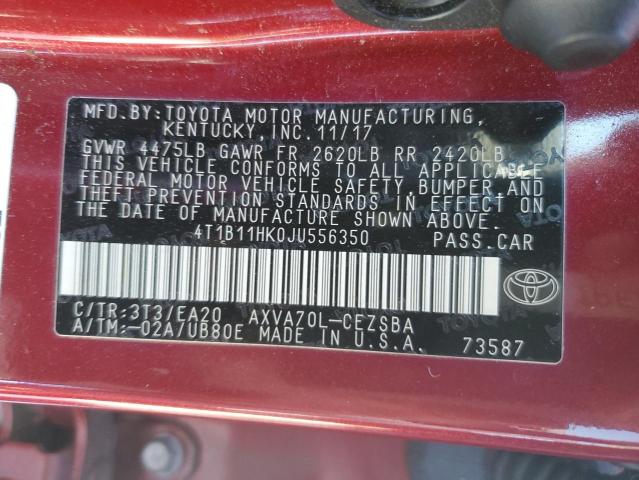 MFD.BY:TOYOTA MOTOR MANUFACTURING,
KENTUCKY,INC.11/17
GVWR 4475LB GAWR FR 2620LB RR 2420LB
THIS VEHICLE CONFORMS TO ALL APPLICABLE
FEDERAL MOTOR VEHICLE SAFETY,BUMPER,AND
THEFT PREVENTION STANDARDS IN EFFECT ON
THE DATE OF MANUFACTURE SHOWN ABOVE.
4T1B11HK0JU556350 PASS.CAR
C/TR:3T3/EA20 AXVA70L-CEZSBA
A/TM:-02A/UB80E MADE IN U.S.A. 73587